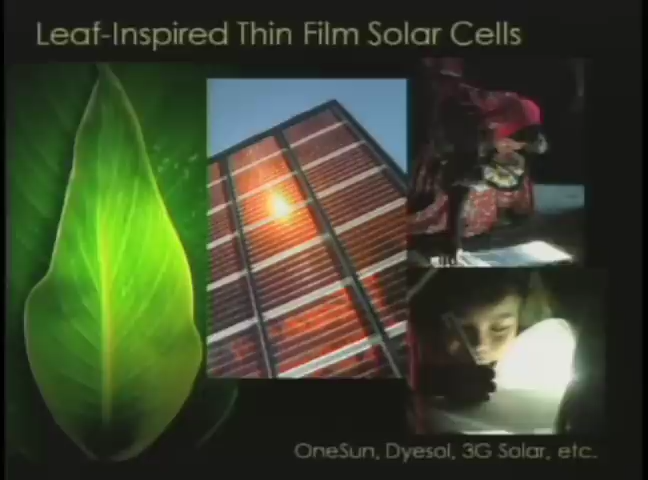 Leaf-Inspired Thin Film Solar Cells
OneSun, Dyesol, 3G Solar, etc.